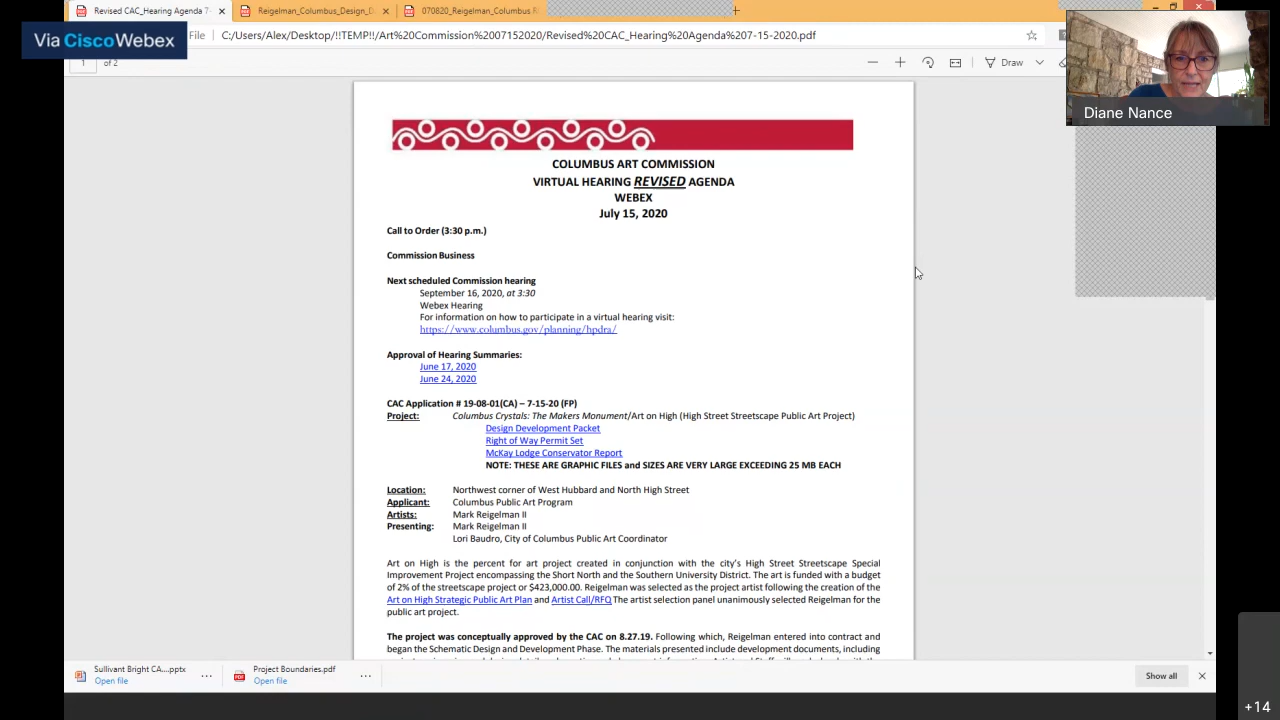 Revised CAC_Hearing Agenda 7-
Reigelman_Columbus_Design_D
070820_Reigelman_Columbus R
Via CiscoWebex
File
C:/Users/Alex/Desktop/!!TEMP!!/Art%20Commission%2007152020/Revised%20CAC_Hearing%20Agenda%207-15-2020.pdf
1 of 2
Draw
Diane Nance
COLUMBUS ART COMMISSION
VIRTUAL HEARING REVISED AGENDA
WEBEX
July 15, 2020
Call to Order (3:30 p.m.)
Commission Business
Next scheduled Commission hearing
September 16, 2020, at 3:30
Webex Hearing
For information on how to participate in a virtual hearing visit:
https://www.columbus.gov/planning/hpdra/
Approval of Hearing Summaries:
June 17, 2020
June 24, 2020
CAC Application # 19-08-01(CA) – 7-15-20 (FP)
Project: Columbus Crystals: The Makers Monument/Art on High (High Street Streetscape Public Art Project)
Design Development Packet
Right of Way Permit Set
McKay Lodge Conservator Report
NOTE: THESE ARE GRAPHIC FILES and SIZES ARE VERY LARGE EXCEEDING 25 MB EACH
Location: Northwest corner of West Hubbard and North High Street
Applicant: Columbus Public Art Program
Artists: Mark Reigelman II
Presenting: Mark Reigelman II
Lori Baudro, City of Columbus Public Art Coordinator
Art on High is the percent for art project created in conjunction with the city's High Street Streetscape Special
Improvement Project encompassing the Short North and the Southern University District. The art is funded with a budget
of 2% of the streetscape project or $423,000.00. Reigelman was selected as the project artist following the creation of the
Art on High Strategic Public Art Plan and Artist Call/RFQ The artist selection panel unanimously selected Reigelman for the
public art project.
The project was conceptually approved by the CAC on 8.27.19. Following which, Reigelman entered into contract and
began the Schematic Design and Development Phase. The materials presented include development documents, including
Sullivant Bright CA....pptx
Open file
Project Boundaries.pdf
Open file
Show all
+14